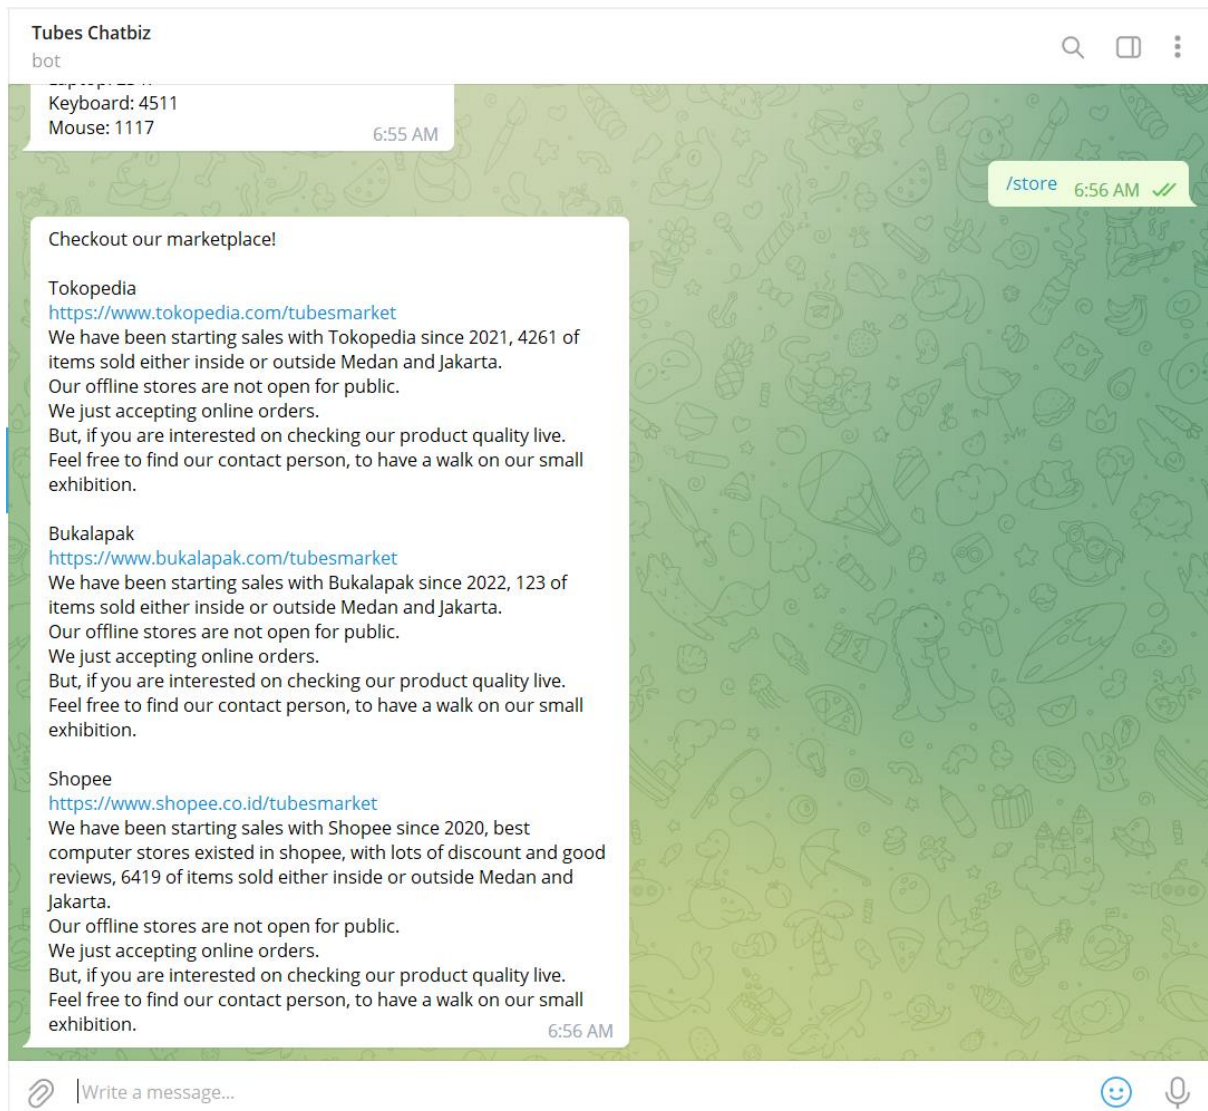 Tubes Chatbiz
bot
Keyboard: 4511
Mouse: 1117
6:55 AM
/store 6:56 AM
Checkout our marketplace!
Tokopedia
https://www.tokopedia.com/tubesmarket
We have been starting sales with Tokopedia since 2021, 4261 of
items sold either inside or outside Medan and Jakarta.
Our offline stores are not open for public.
We just accepting online orders.
But, if you are interested on checking our product quality live.
Feel free to find our contact person, to have a walk on our small
exhibition.
Bukalapak
https://www.bukalapak.com/tubesmarket
We have been starting sales with Bukalapak since 2022, 123 of
items sold either inside or outside Medan and Jakarta.
Our offline stores are not open for public.
We just accepting online orders.
But, if you are interested on checking our product quality live.
Feel free to find our contact person, to have a walk on our small
exhibition.
Shopee
https://www.shopee.co.id/tubesmarket
We have been starting sales with Shopee since 2020, best
computer stores existed in shopee, with lots of discount and good
reviews, 6419 of items sold either inside or outside Medan and
Jakarta.
Our offline stores are not open for public.
We just accepting online orders.
But, if you are interested on checking our product quality live.
Feel free to find our contact person, to have a walk on our small
exhibition.
6:56 AM
Write a message...